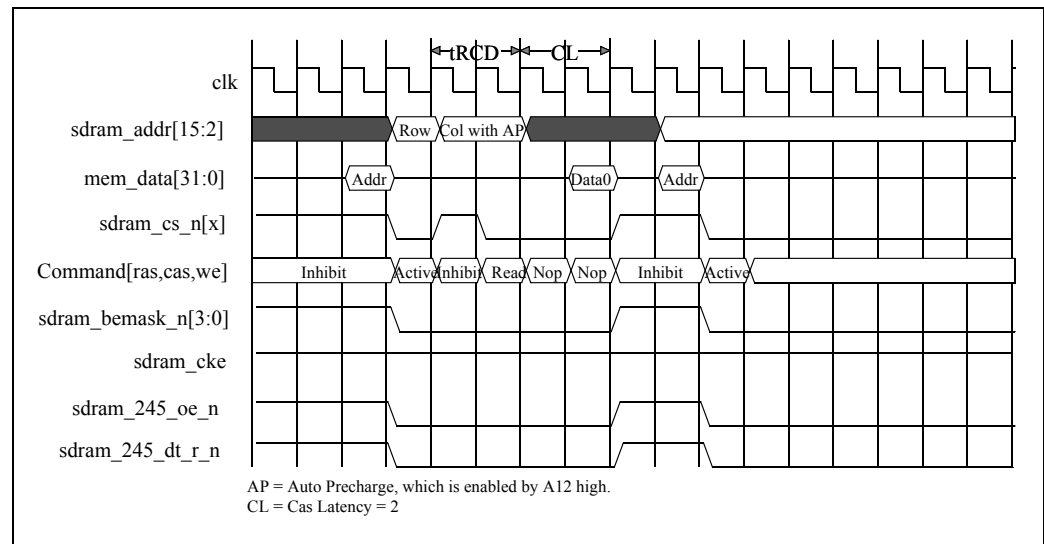 tRCD CL
clk
sdram_addr[15:2] Row Col with AP
mem_data[31:0] Addr Data0 Addr
sdram_cs_n[x]
Command[ras,cas,we] Inhibit Active Inhibit Read Nop Nop Inhibit Active
sdram_bemask_n[3:0]
sdram_cke
sdram_245_oe_n
sdram_245_dt_r_n
AP = Auto Precharge, which is enabled by A12 high.
CL = Cas Latency = 2